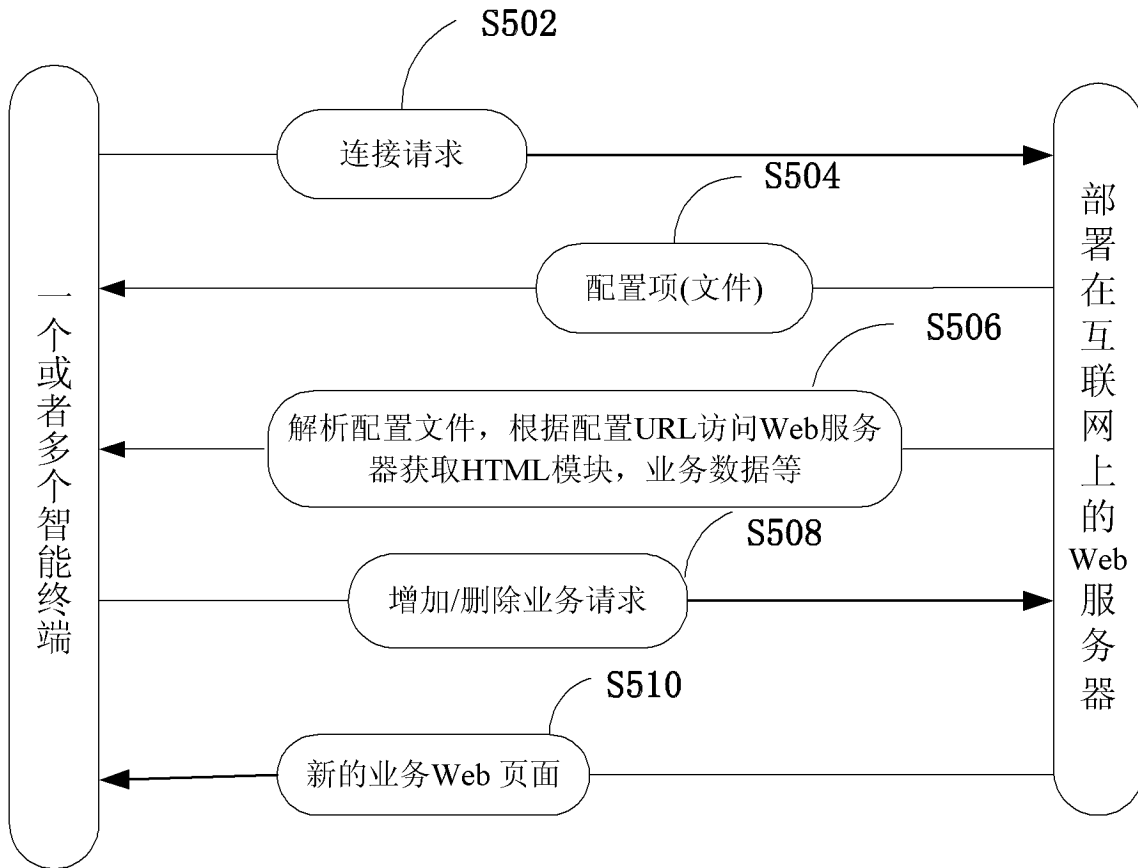 S502
连接请求
S504
配置项(文件)
S506
解析配置文件，根据配置URL访问Web服务
器获取HTML模块，业务数据等
S508
增加/删除业务请求
S510
新的业务Web 页面
一个或者多个智能终端
部署在互联网上的Web服务器